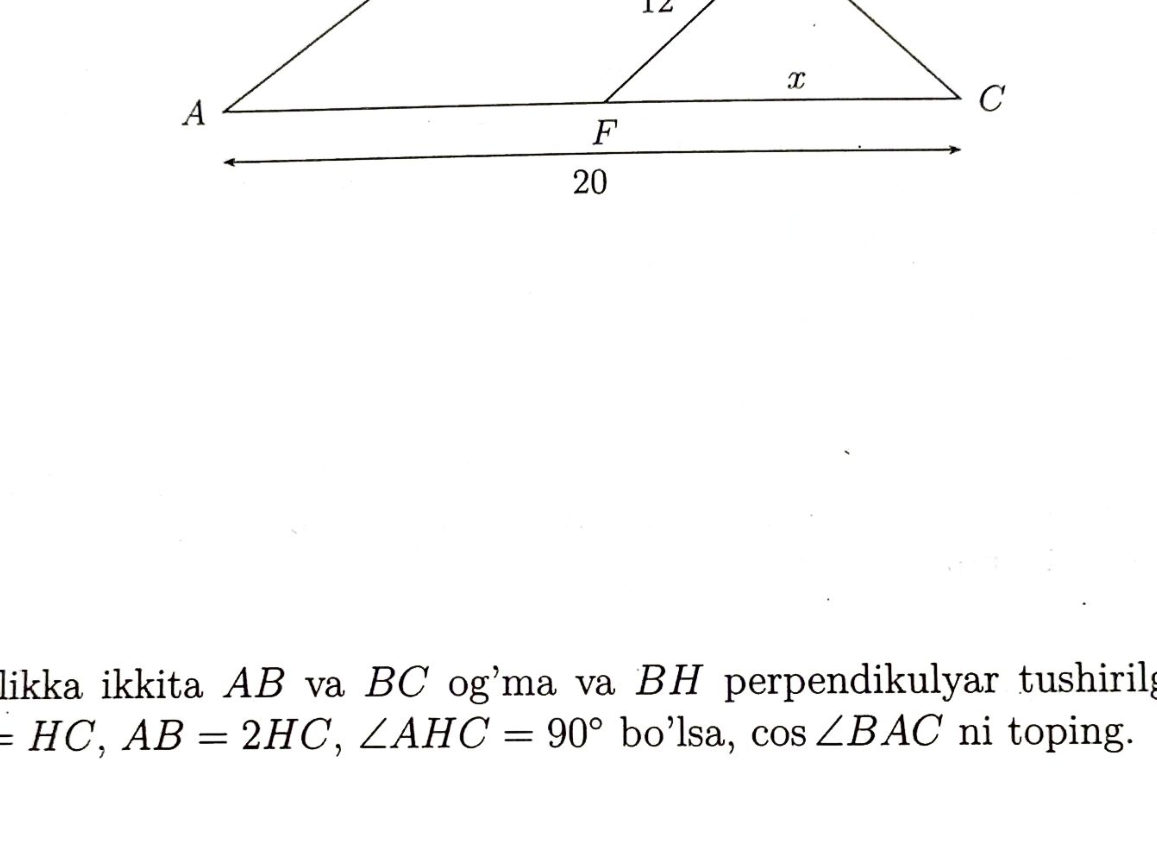 12
x
A
C
F
20
likka ikkita AB va BC og'ma va BH perpendikulyar tushirilg
= HC, AB = 2HC, ∠AHC = 90° bo'lsa, cos ∠BAC ni toping.